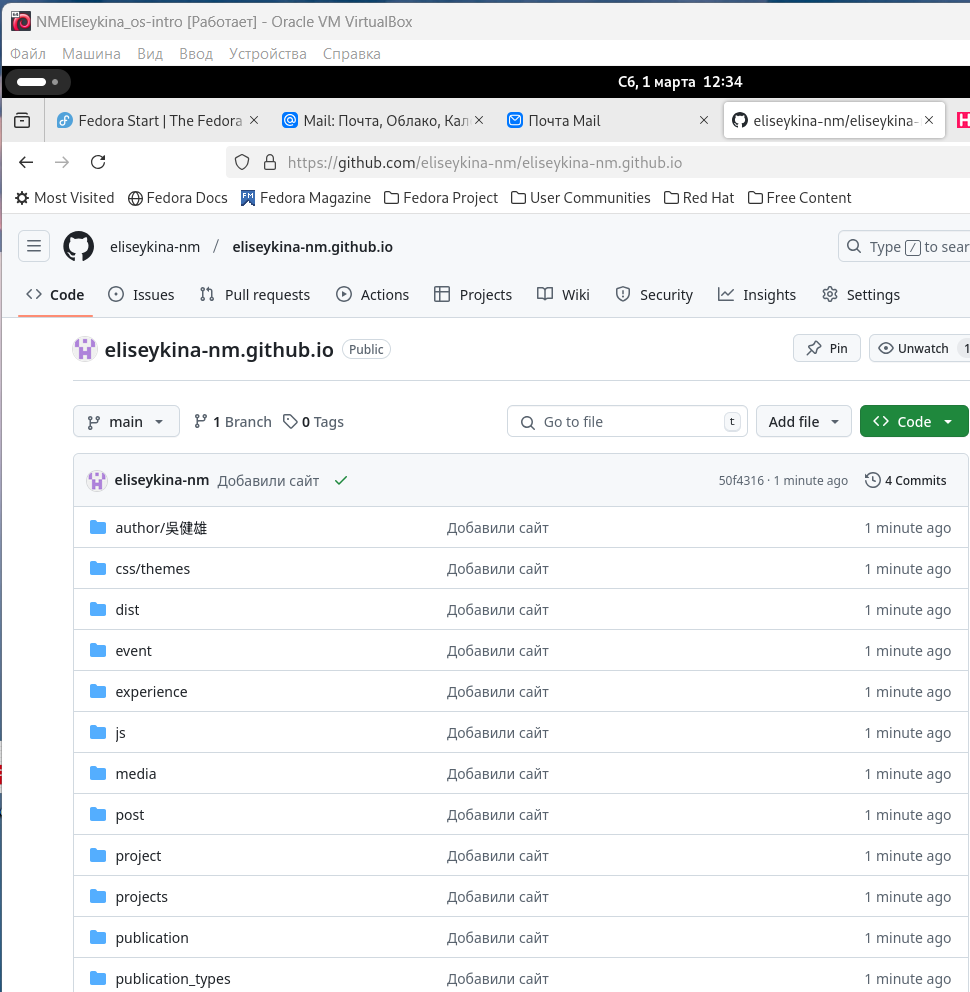 NMEliseykina_os-intro [Работает] - Oracle VM VirtualBox
Файл Машина Вид Ввод Устройства Справка
Сб, 1 марта 12:34
Fedora Start | The Fedora Mail: Почта, Облако, Кал Почта Mail eliseykina-nm/eliseykina-
https://github.com/eliseykina-nm/eliseykina-nm.github.io
Most Visited Fedora Docs Fedora Magazine Fedora Project User Communities Red Hat Free Content
eliseykina-nm / eliseykina-nm.github.io Type / to sear
Code Issues Pull requests Actions Projects Wiki Security Insights Settings
eliseykina-nm.github.io Public Pin Unwatch 1
main 1 Branch 0 Tags Go to file t Add file Code
eliseykina-nm Добавили сайт 50f4316 · 1 minute ago 4 Commits
author/吳健雄 Добавили сайт 1 minute ago
css/themes Добавили сайт 1 minute ago
dist Добавили сайт 1 minute ago
event Добавили сайт 1 minute ago
experience Добавили сайт 1 minute ago
js Добавили сайт 1 minute ago
media Добавили сайт 1 minute ago
post Добавили сайт 1 minute ago
project Добавили сайт 1 minute ago
projects Добавили сайт 1 minute ago
publication Добавили сайт 1 minute ago
publication_types Добавили сайт 1 minute ago